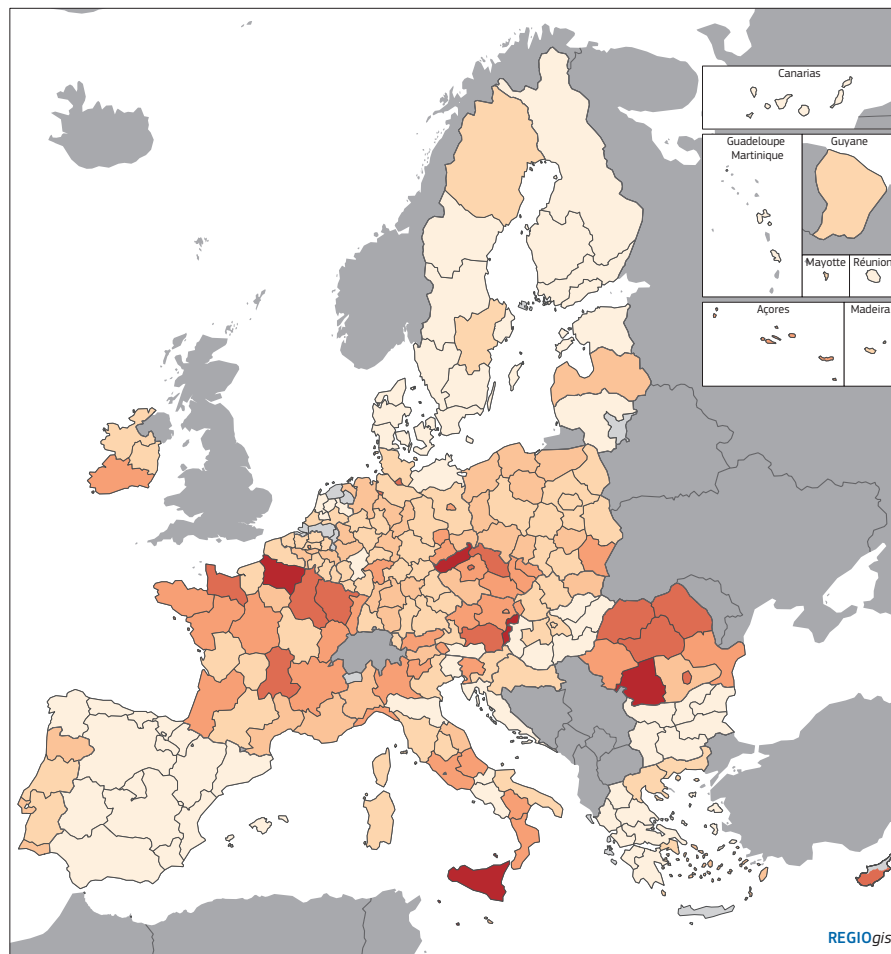 Canarias
Guadeloupe
Martinique
Guyane
Mayotte
Réunion
Açores
Madeira
REGIOgis